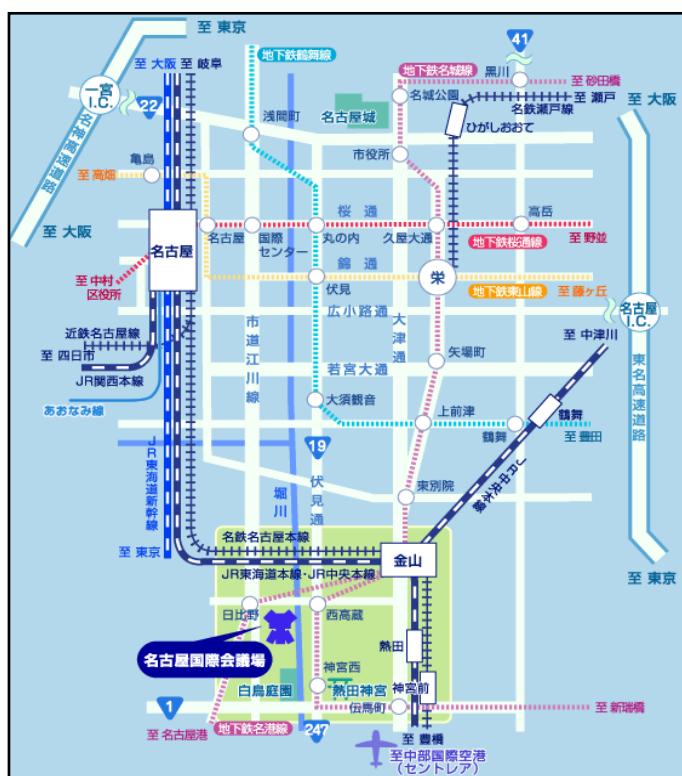 至 東京
至 大阪
至 岐阜
地下鉄鶴舞線
41
地下鉄名城線
黒川
至 砂田橋
一宮
I.C.
22
名城公園
名鉄瀬戸線
至 瀬戸
至 大阪
名神高速道路
浅間町
名古屋城
ひがしおおて
市役所
亀島
至 高畑
桜通
高岳
至 大阪
名古屋
名古屋
国際
センター
丸の内
久屋大通
地下鉄桜通線
至 野並
錦通
栄
至 中村
区役所
伏見
地下鉄東山線
至 藤ヶ丘
広小路通
名古屋
I.C.
近鉄名古屋線
至 四日市
JR関西本線
市道江川線
大津通
至 中津川
矢場町
若宮大通
東名高速道路
あおなみ線
大須観音
上前津
鶴舞
鶴舞
至 豊田
JR東海道新幹線
19
堀川
伏見通
JR中央本線
東別院
名鉄名古屋本線
至 東京
金山
JR東海道本線・JR中央本線
至 東京
日比野
西高蔵
名古屋国際会議場
熱田
神宮西
白鳥庭園
熱田神宮
神宮前
1
伝馬町
至 新瑞橋
至 名古屋港
地下鉄名港線
247
至 豊橋
至中部国際空港
(セントレア)